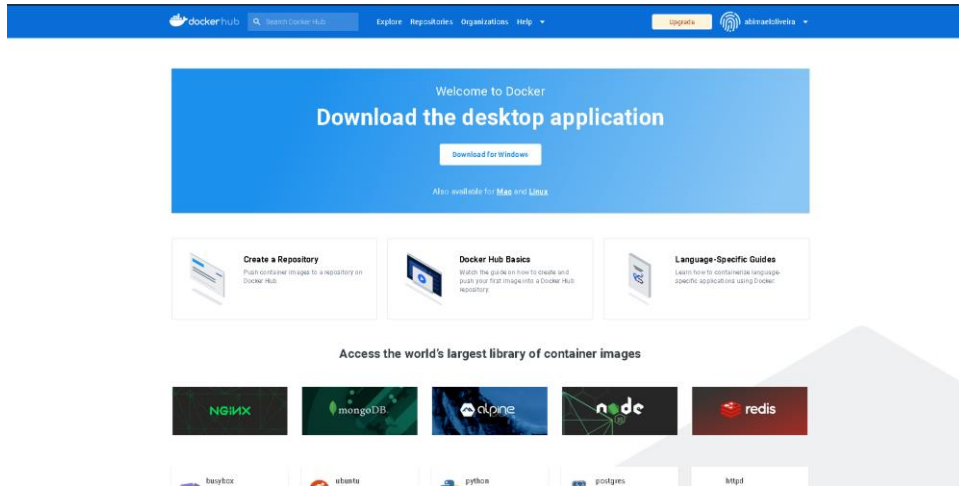 dockerhub
Search Docker Hub
Explore Repositories Organizations Help
Upgrade
abimaeloliveira
Welcome to Docker
Download the desktop application
Download for Windows
Also available for Mac and Linux
Create a Repository
Push container images to a repository on
Docker Hub.
Docker Hub Basics
Watch the guide on how to create and
push your first image into a Docker Hub
repository.
Language-Specific Guides
Learn how to containerize language-
specific applications using Docker.
Access the world's largest library of container images
NGINX
mongoDB
alpine
node
redis
busybox
ubuntu
python
postgres
httpd